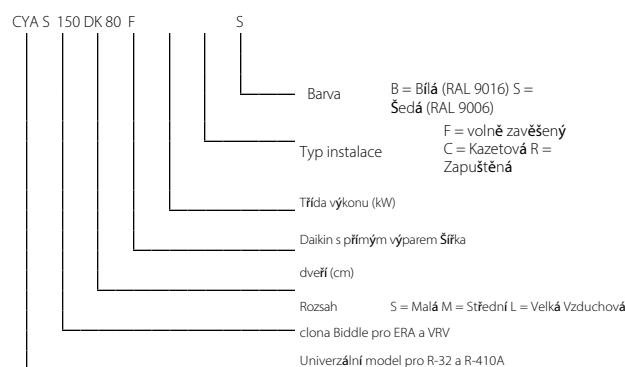 CYA S 150 DK 80 F S
Barva B = Bílá (RAL 9016) S =
Šedá (RAL 9006)
F = volně zavěšený
Typ instalace C = Kazetová R =
Zapuštěná
Třída výkonu (kW)
Daikin s přímým výparem Šířka
dveří (cm)
Rozsah S = Malá M = Střední L = Velká Vzduchová
clona Biddle pro ERA a VRV
Univerzální model pro R-32 a R-410A